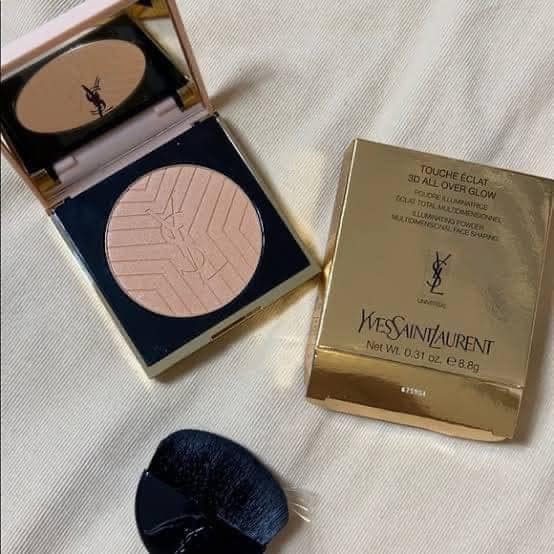 TOUCHE ÉCLAT
3D ALL OVER GLOW
POUDRE ILLUMINATRICE
ÉCLAT TOTAL MULTIDIMENSIONNEL
ILLUMINATING POWDER
MULTIDIMENSIONAL FACE SHAPING
YSL
UNIVERSAL
YVESSAINTLAURENT
Net Wt. 0.31 oz. ℮ 8.8g
YSL